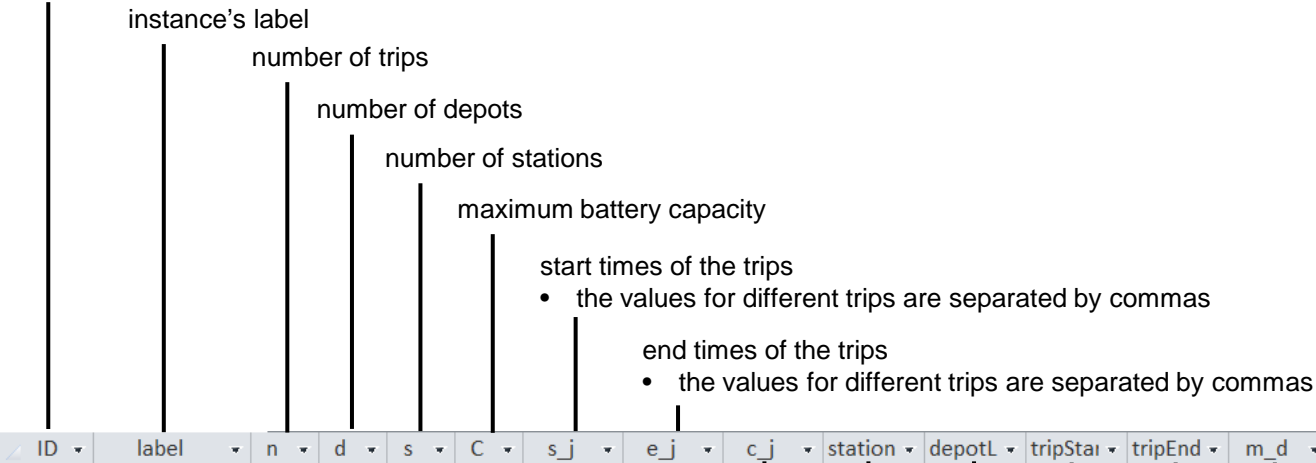 instance's label
number of trips
number of depots
number of stations
maximum battery capacity
start times of the trips
• the values for different trips are separated by commas
end times of the trips
• the values for different trips are separated by commas
ID label n d s C s_j e_j c_j station depotL tripStar tripEnd m_d